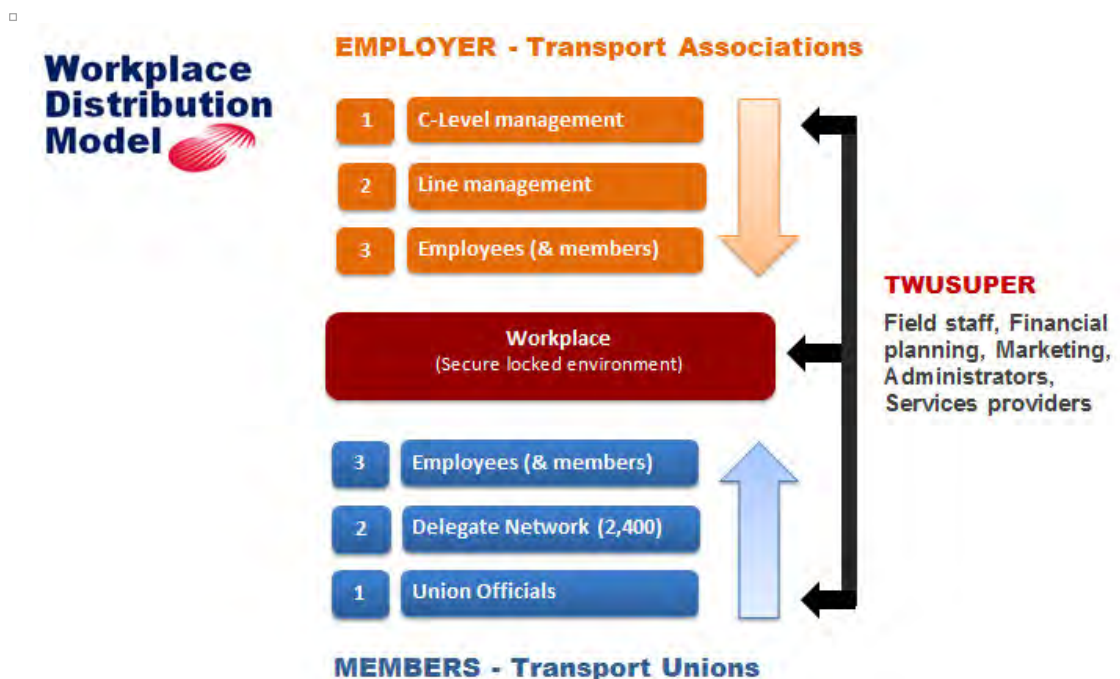 Workplace
Distribution
Model
EMPLOYER - Transport Associations
1 C-Level management
2 Line management
3 Employees (& members)
Workplace
(Secure locked environment)
3 Employees (& members)
2 Delegate Network (2,400)
1 Union Officials
MEMBERS - Transport Unions
TWUSUPER
Field staff, Financial
planning, Marketing,
Administrators,
Services providers